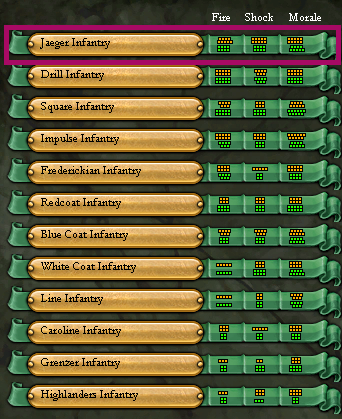 Fire Shock Morale
Jaeger Infantry
Drill Infantry
Square Infantry
Impulse Infantry
Frederickian Infantry
Redcoat Infantry
Blue Coat Infantry
White Coat Infantry
Line Infantry
Caroline Infantry
Grenzer Infantry
Highlanders Infantry